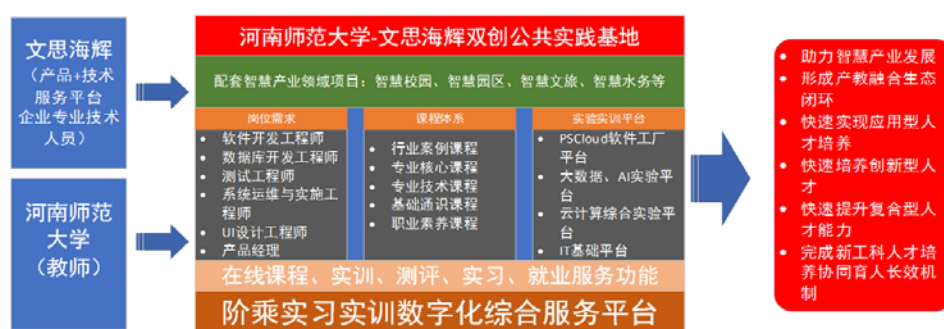 文思海辉
（产品+技术
服务平台
企业专业技术
人员）
河南师范
大学
（教师）
河南师范大学-文思海辉双创公共实践基地
配套智慧产业领域项目：智慧校园、智慧园区、智慧文旅、智慧水务等
岗位需求
• 软件开发工程师
• 数据库开发工程师
• 测试工程师
• 系统运维与实施工
程师
• UI设计工程师
• 产品经理
课程体系
• 行业案例课程
• 专业核心课程
• 专业技术课程
• 基础通识课程
• 职业素养课程
实验实训平台
• PSCloud软件工厂
平台
• 大数据、AI实验平
台
• 云计算综合实验平
台
• IT基础平台
在线课程、实训、测评、实习、就业服务功能
阶乘实习实训数字化综合服务平台
• 助力智慧产业发展
• 形成产教融合生态
闭环
• 快速实现应用型人
才培养
• 快速培养创新型人
才
• 快速提升复合型人
才能力
• 完成新工科人才培
养协同育人长效机
制